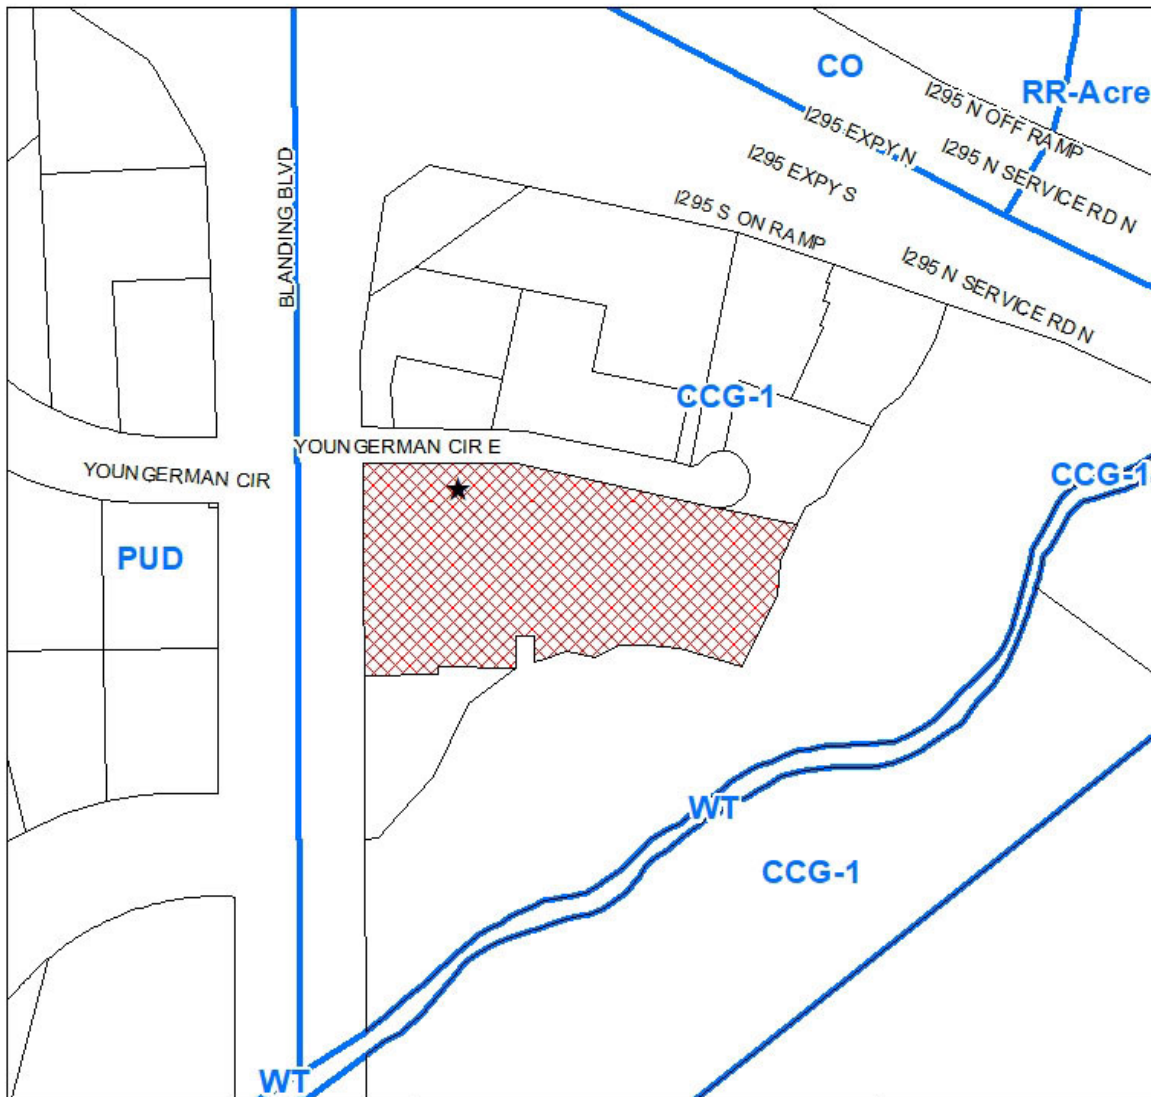 CO
RR-Acre
I295 N OFF RAMP
I295 EXPY N
I295 N SERVICE RD N
I295 EXPY S
BLANDING BLVD
I295 S ON RAMP
I295 N SERVICE RD N
CCG-1
YOUNGERMAN CIR E
YOUNGERMAN CIR
CCG-1
PUD
WT
CCG-1
WT